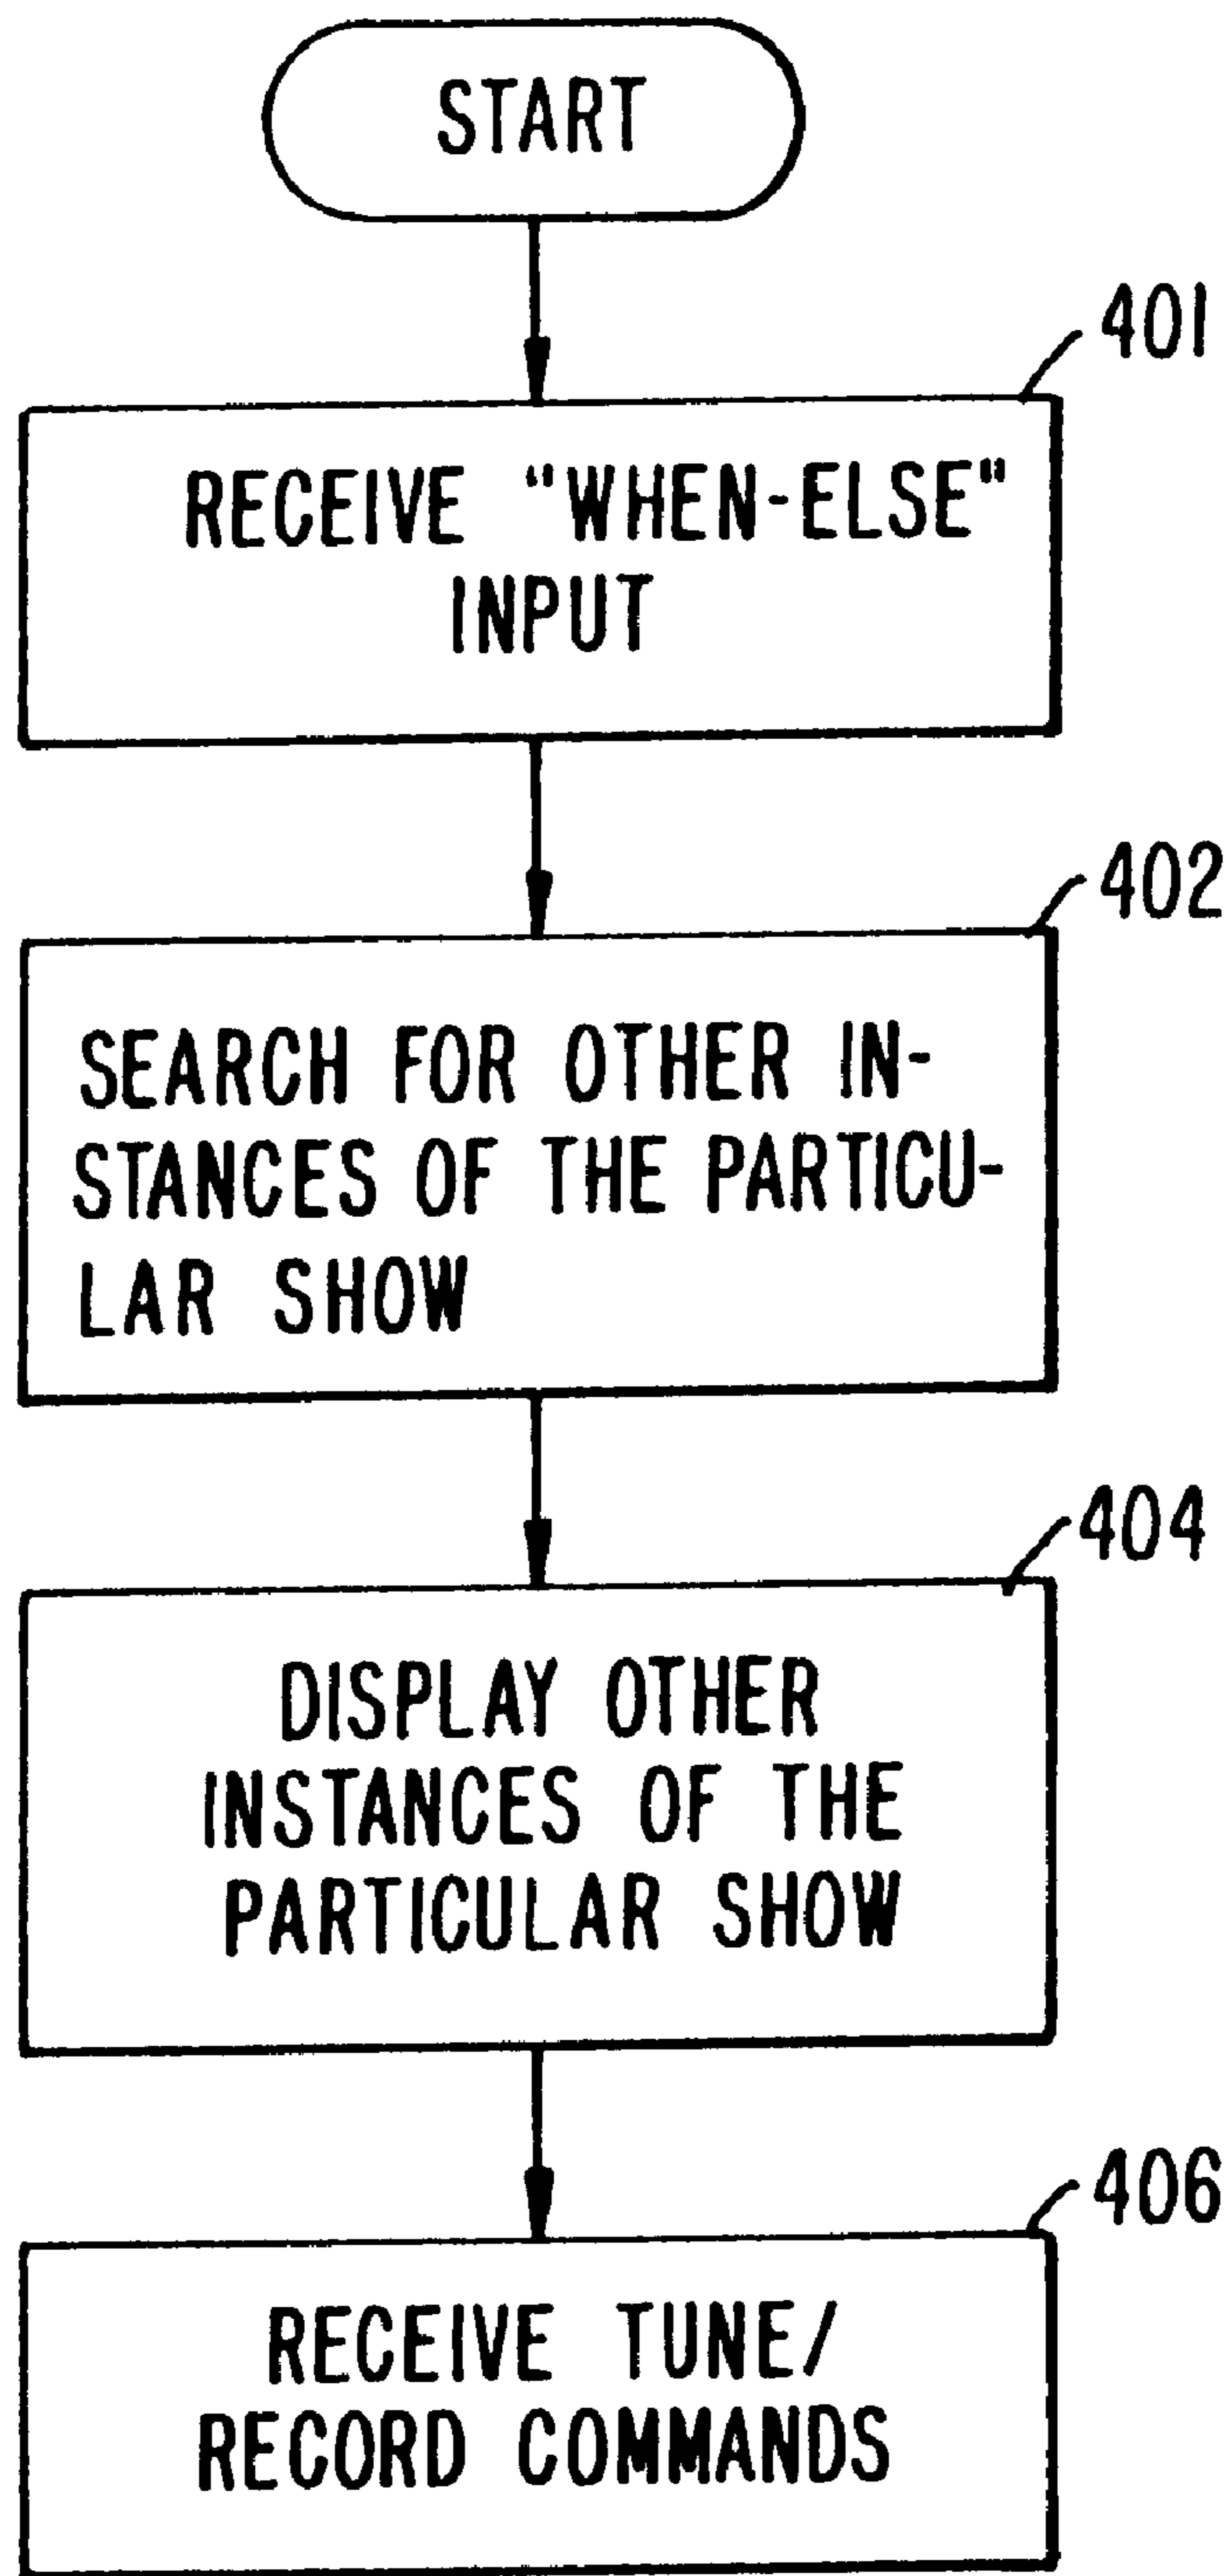 START
401
RECEIVE "WHEN-ELSE"
INPUT
402
SEARCH FOR OTHER IN-
STANCES OF THE PARTICU-
LAR SHOW
404
DISPLAY OTHER
INSTANCES OF THE
PARTICULAR SHOW
406
RECEIVE TUNE/
RECORD COMMANDS